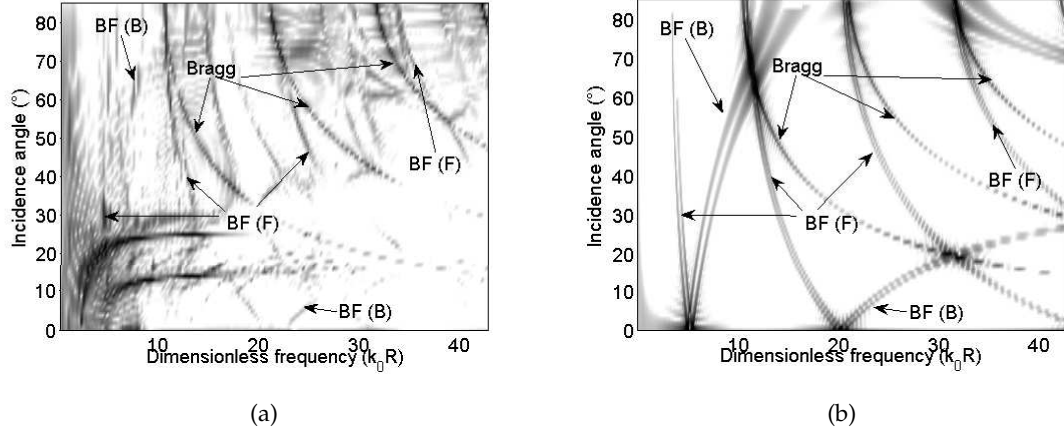 80
70
60
50
40
30
20
10
0
Incidence angle (°)
BF (B)
Bragg
BF (F)
BF (F)
BF (B)
10 20 30 40
Dimensionless frequency (k0R)
(a)
80
70
60
50
40
30
20
10
0
Incidence angle (°)
BF (B)
Bragg
BF (F)
BF (F)
BF (B)
10 20 30 40
Dimensionless frequency (k0R)
(b)